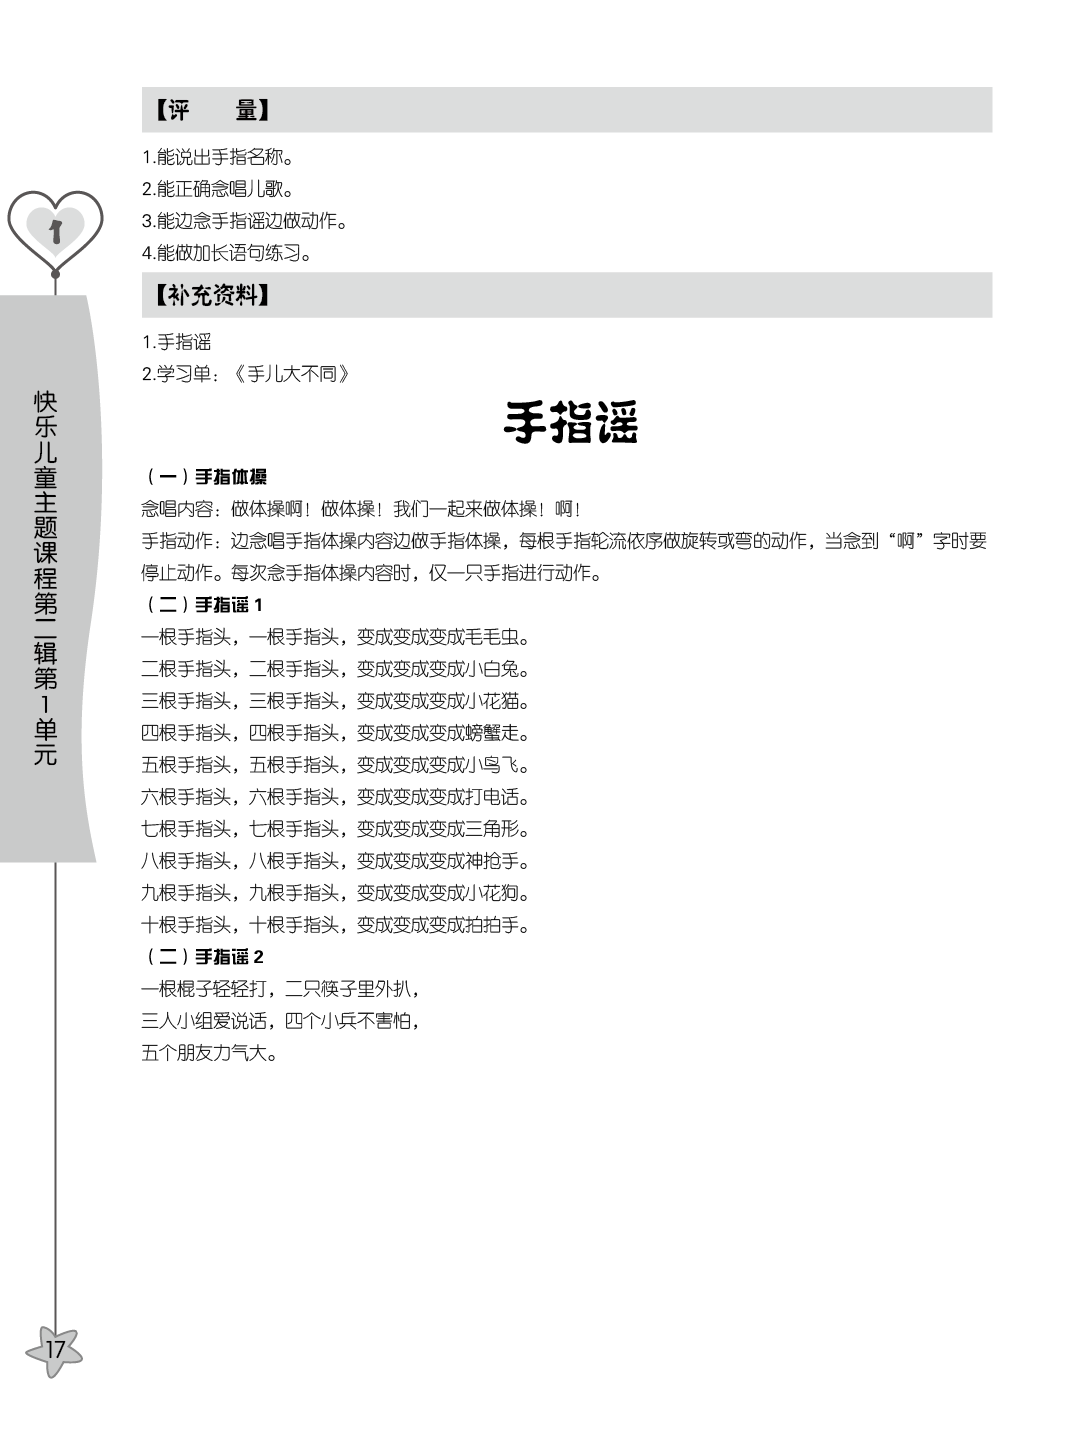 【评　　量】
1.能说出手指名称。
2.能正确念唱儿歌。
3.能边念手指谣边做动作。
4.能做加长语句练习。
【补充资料】
1.手指谣
2.学习单：《手儿大不同》
手指谣
（一）手指体操
念唱内容：做体操啊！做体操！我们一起来做体操！啊！
手指动作：边念唱手指体操内容边做手指体操，每根手指轮流依序做旋转或弯的动作，当念到“啊”字时要
停止动作。每次念手指体操内容时，仅一只手指进行动作。
（二）手指谣 1
一根手指头，一根手指头，变成变成变成毛毛虫。
二根手指头，二根手指头，变成变成变成小白兔。
三根手指头，三根手指头，变成变成变成小花猫。
四根手指头，四根手指头，变成变成变成螃蟹走。
五根手指头，五根手指头，变成变成变成小鸟飞。
六根手指头，六根手指头，变成变成变成打电话。
七根手指头，七根手指头，变成变成变成三角形。
八根手指头，八根手指头，变成变成变成神抢手。
九根手指头，九根手指头，变成变成变成小花狗。
十根手指头，十根手指头，变成变成变成拍拍手。
（二）手指谣 2
一根棍子轻轻打，二只筷子里外扒，
三人小组爱说话，四个小兵不害怕，
五个朋友力气大。
1
快乐儿童主题课程第二辑第1单元
17